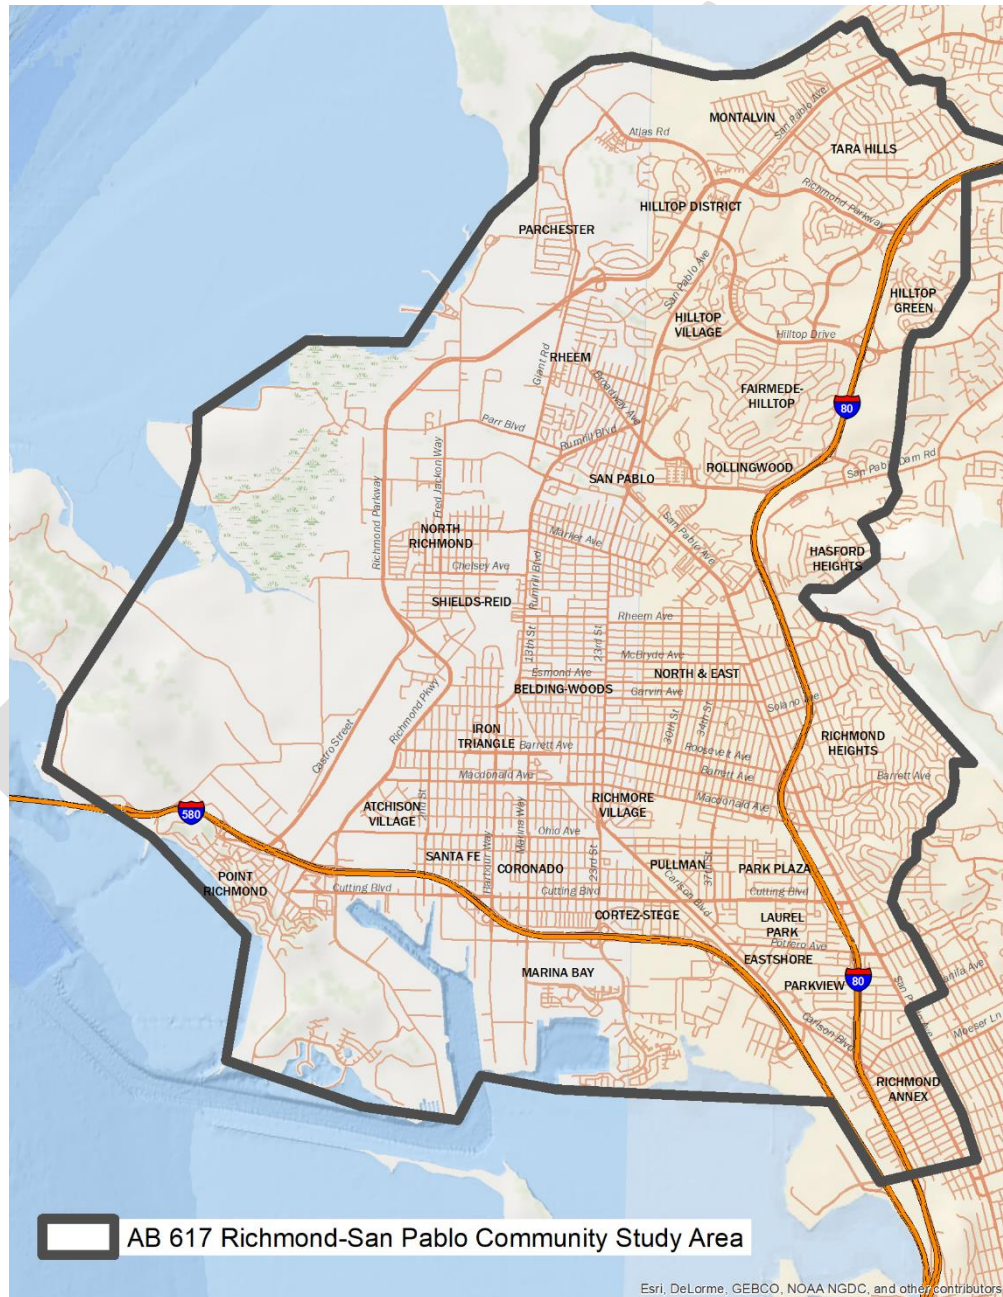 MONTALVIN
San Pablo Ave
Atlas Rd
TARA HILLS
Richmond Parkway
HILLTOP DISTRICT
PARCHESTER
San Pablo Ave
HILLTOP
GREEN
HILLTOP
VILLAGE
Hilltop Drive
RHEEM
Giant Rd
Broadway Ave
FAIRMEDE-
HILLTOP
80
Parr Blvd
Rumrill Blvd
Fred Jackon Way
SAN PABLO
ROLLINGWOOD
San Pablo Dam Rd
Richmond Parkway
NORTH
RICHMOND
Market Ave
San Pablo Ave
HASFORD
HEIGHTS
Chelsey Ave
Rumrill Blvd
SHIELDS-REID
Rheem Ave
13th St
23rd St
McBryde Ave
Esmond Ave
NORTH & EAST
BELDING-WOODS
Garvin Ave
Solano Ave
Richmond Pkwy
30th St
34th St
Castro Street
IRON
TRIANGLE
Barrett Ave
Roosevelt Ave
RICHMOND
HEIGHTS
Macdonald Ave
Barrett Ave
Barrett Ave
580
ATCHISON
VILLAGE
2nd St
RICHMORE
VILLAGE
Macdonald Ave
Marina Way
Ohio Ave
Harbour Way
SANTA FE
CORONADO
23rd St
PULLMAN
37th St
PARK PLAZA
POINT
RICHMOND
Cutting Blvd
Cutting Blvd
Carlson Blvd
Cutting Blvd
CORTEZ-STEGE
LAUREL
PARK
Potrero Ave
EASTSHORE
MARINA BAY
PARKVIEW
80
Moeser Ln
Carlson Blvd
RICHMOND
ANNEX
AB 617 Richmond-San Pablo Community Study Area
Esri, DeLorme, GEBCO, NOAA NGDC, and other contributors